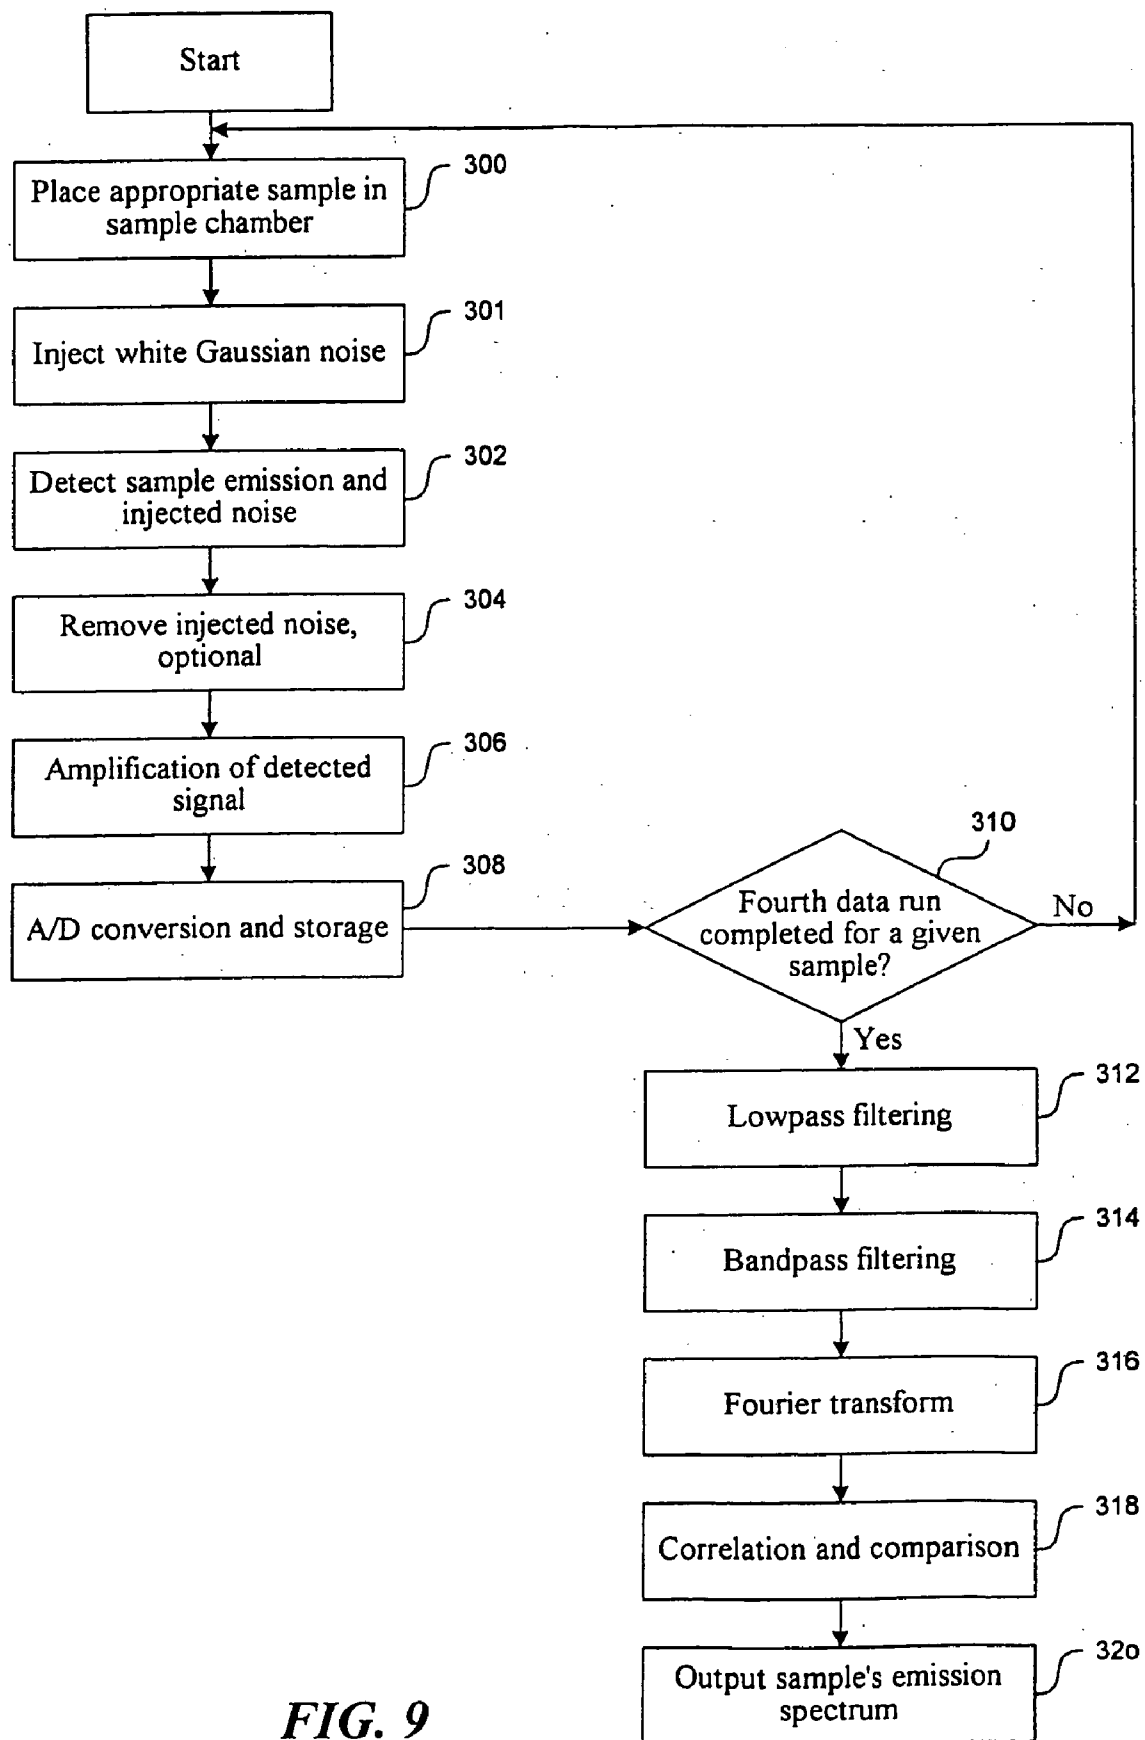 Start
300
Place appropriate sample in
sample chamber
301
Inject white Gaussian noise
302
Detect sample emission and
injected noise
304
Remove injected noise,
optional
306
Amplification of detected
signal
308
A/D conversion and storage
310
Fourth data run
completed for a given
sample?
No
Yes
312
Lowpass filtering
314
Bandpass filtering
316
Fourier transform
318
Correlation and comparison
320
Output sample's emission
spectrum
FIG. 9